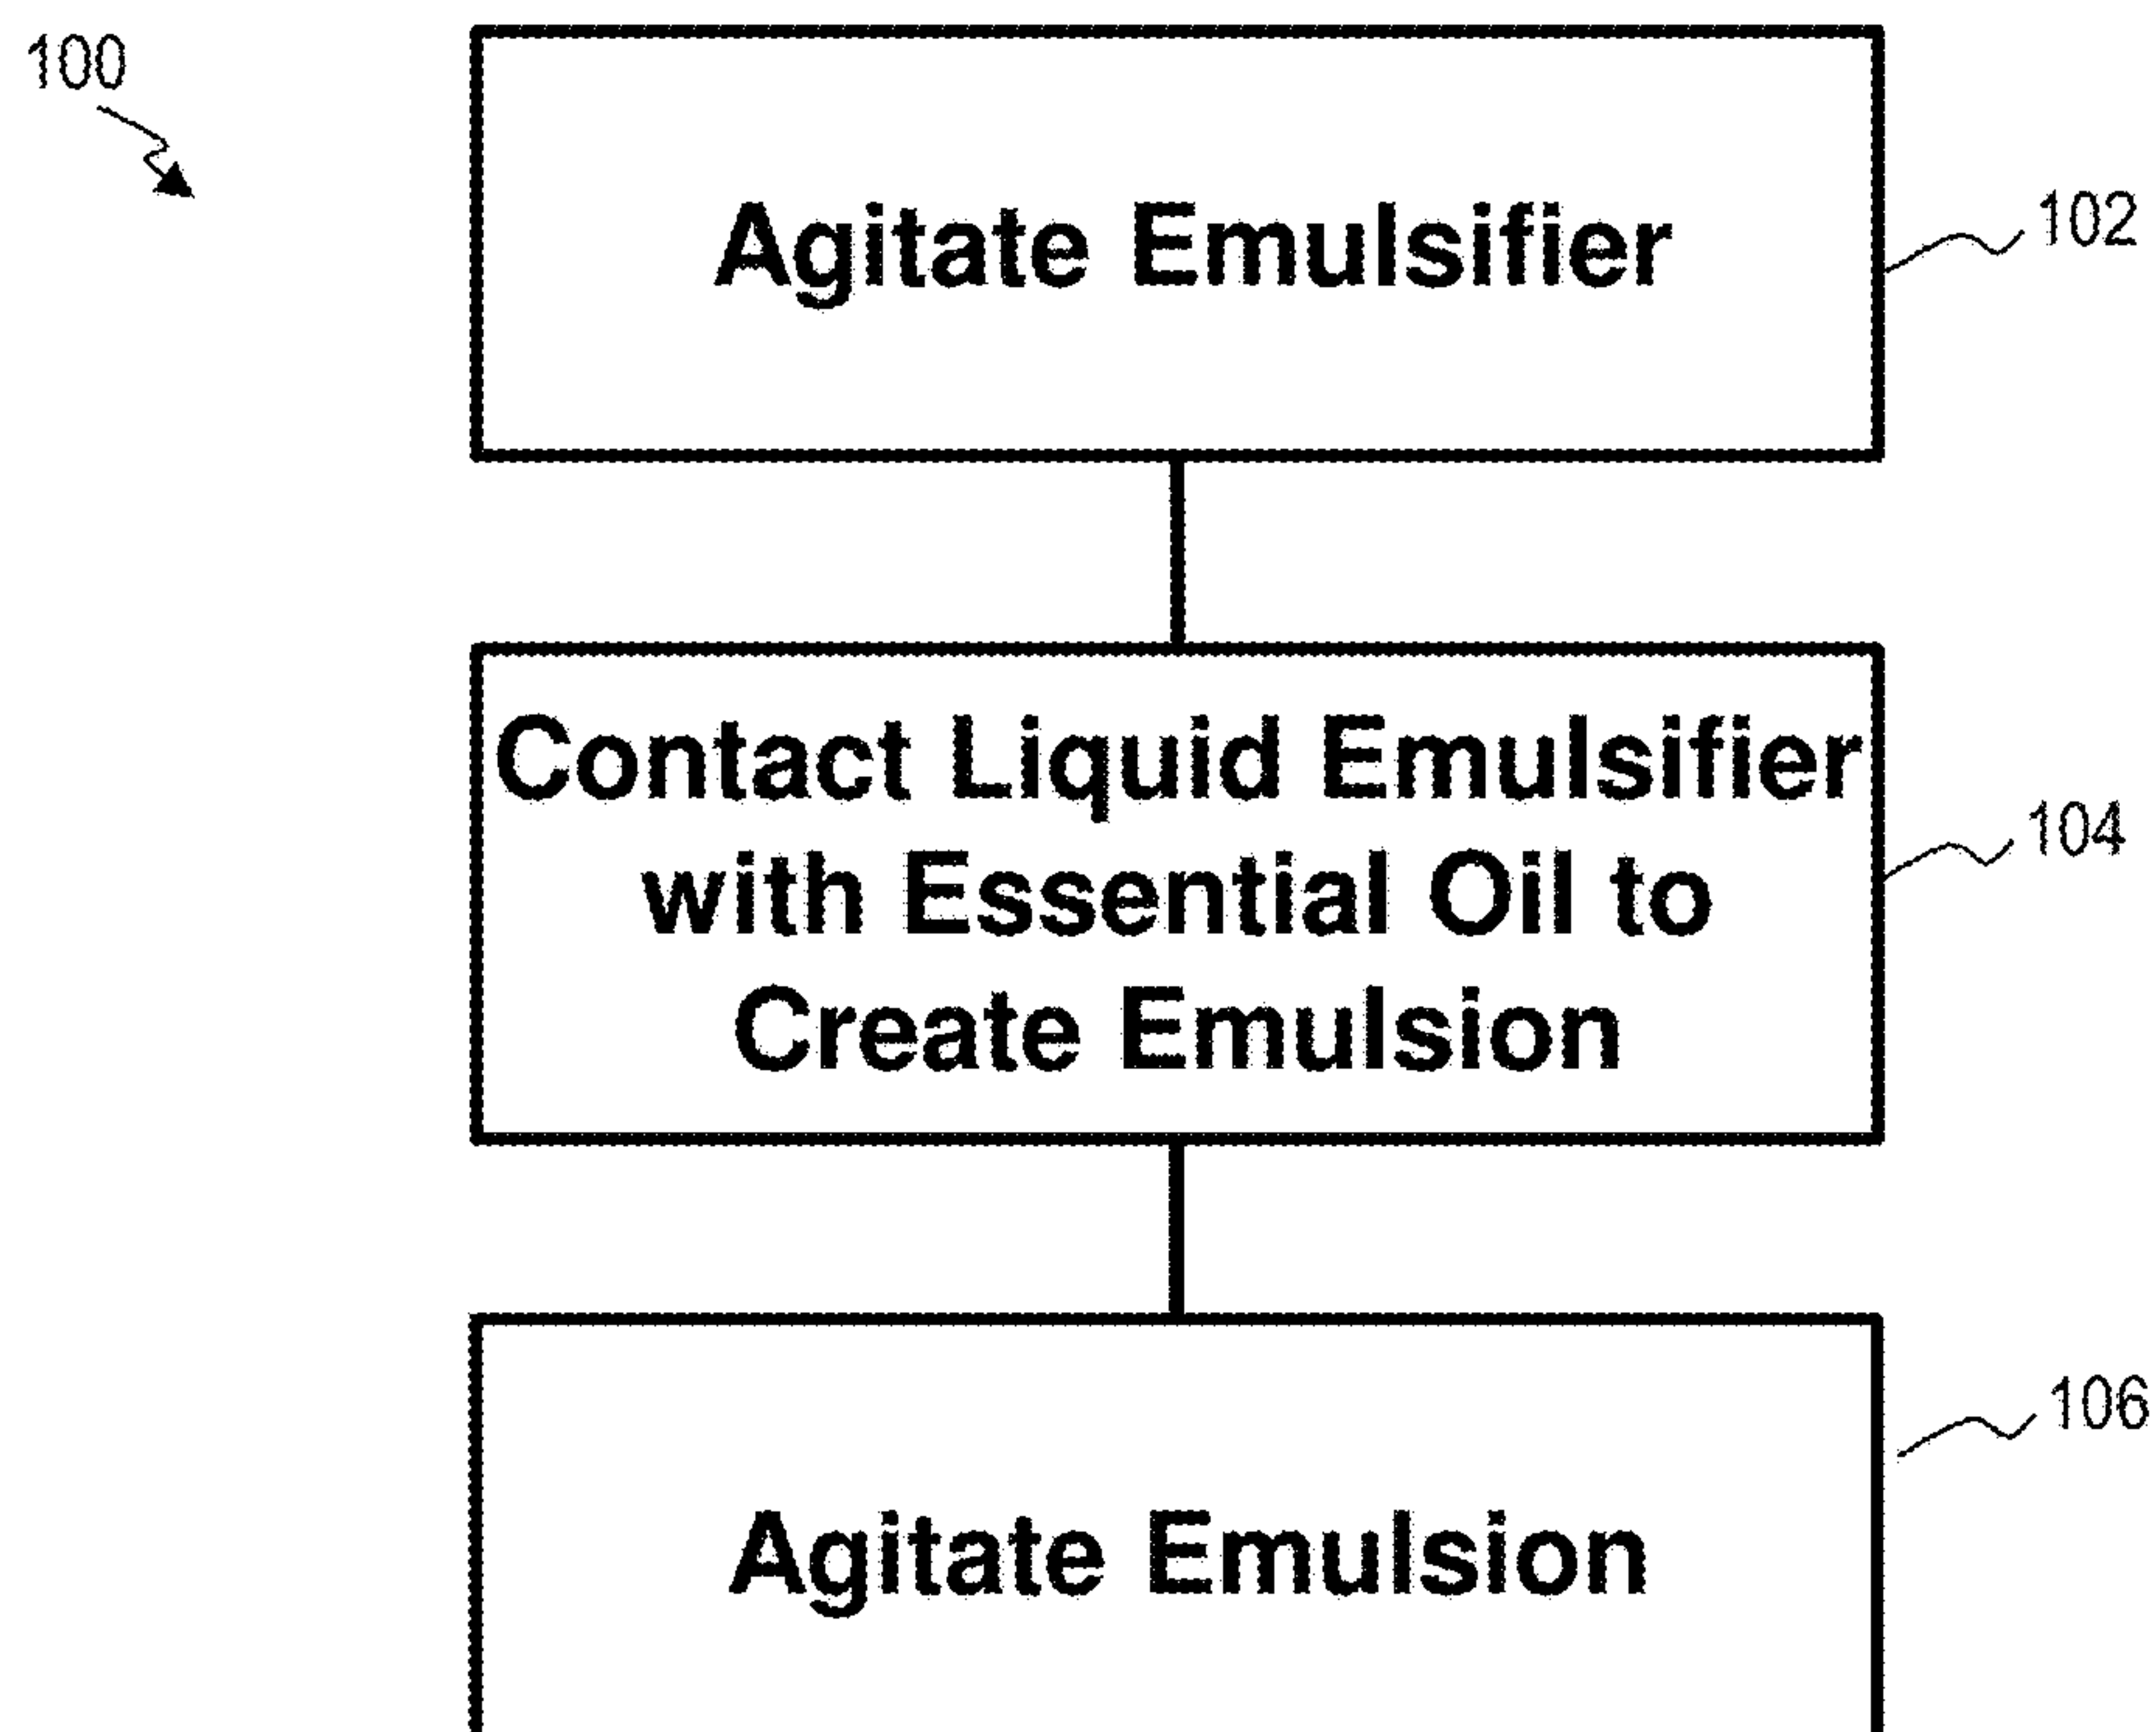 100
Agitate Emulsifier
102
Contact Liquid Emulsifier
with Essential Oil to
Create Emulsion
104
Agitate Emulsion
106